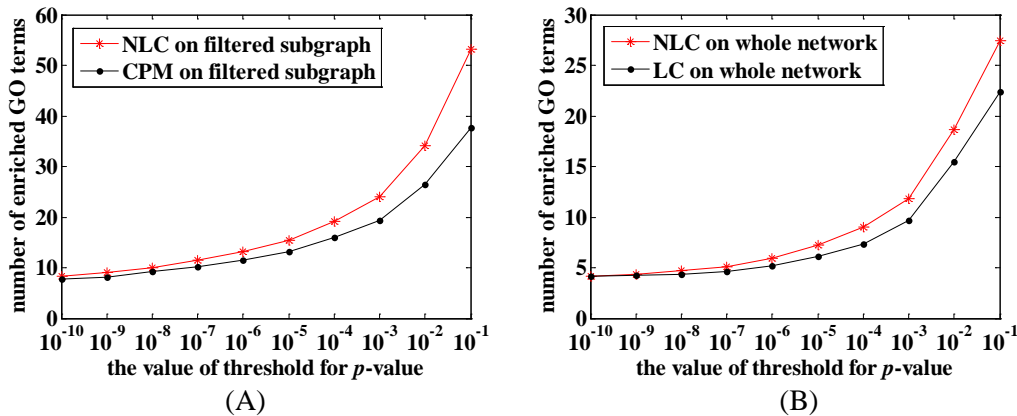 number of enriched GO terms
60
50
40
30
20
10
0
NLC on filtered subgraph
CPM on filtered subgraph
10^-10 10^-9 10^-8 10^-7 10^-6 10^-5 10^-4 10^-3 10^-2 10^-1
the value of threshold for p-value
(A)
number of enriched GO terms
30
25
20
15
10
5
0
NLC on whole network
LC on whole network
10^-10 10^-9 10^-8 10^-7 10^-6 10^-5 10^-4 10^-3 10^-2 10^-1
the value of threshold for p-value
(B)